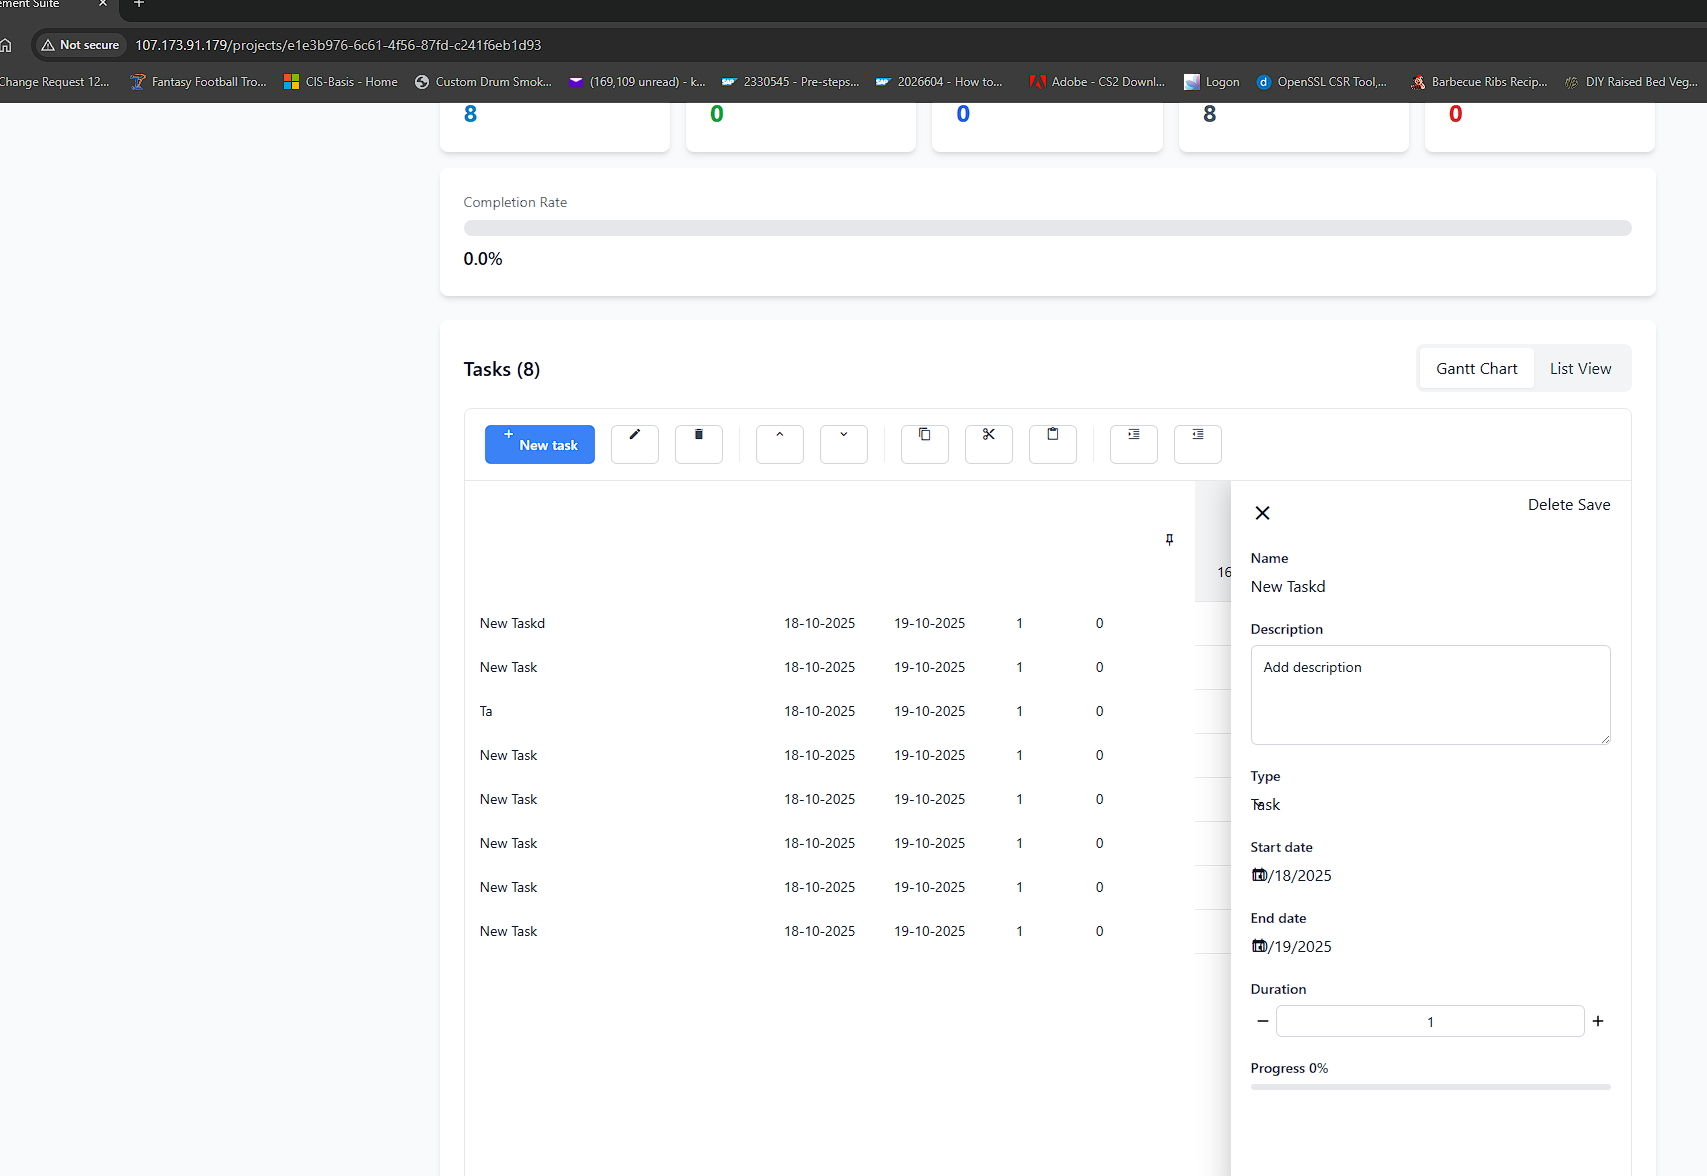 ement Suite
Not secure 107.173.91.179/projects/e1e3b976-6c61-4f56-87fd-c241f6eb1d93
Change Request 12... Fantasy Football Tro... CIS-Basis - Home Custom Drum Smok... (169,109 unread) - k... 2330545 - Pre-steps... 2026604 - How to... Adobe - CS2 Downl... Logon OpenSSL CSR Tool,... Barbecue Ribs Recip... DIY Raised Bed Veg...
8 0 0 8 0
Completion Rate
0.0%
Tasks (8)
Gantt Chart List View
+ New task
16
New Taskd 18-10-2025 19-10-2025 1 0
New Task 18-10-2025 19-10-2025 1 0
Ta 18-10-2025 19-10-2025 1 0
New Task 18-10-2025 19-10-2025 1 0
New Task 18-10-2025 19-10-2025 1 0
New Task 18-10-2025 19-10-2025 1 0
New Task 18-10-2025 19-10-2025 1 0
New Task 18-10-2025 19-10-2025 1 0
Delete Save
Name
New Taskd
Description
Add description
Type
Task
Start date
/18/2025
End date
/19/2025
Duration
1
Progress 0%